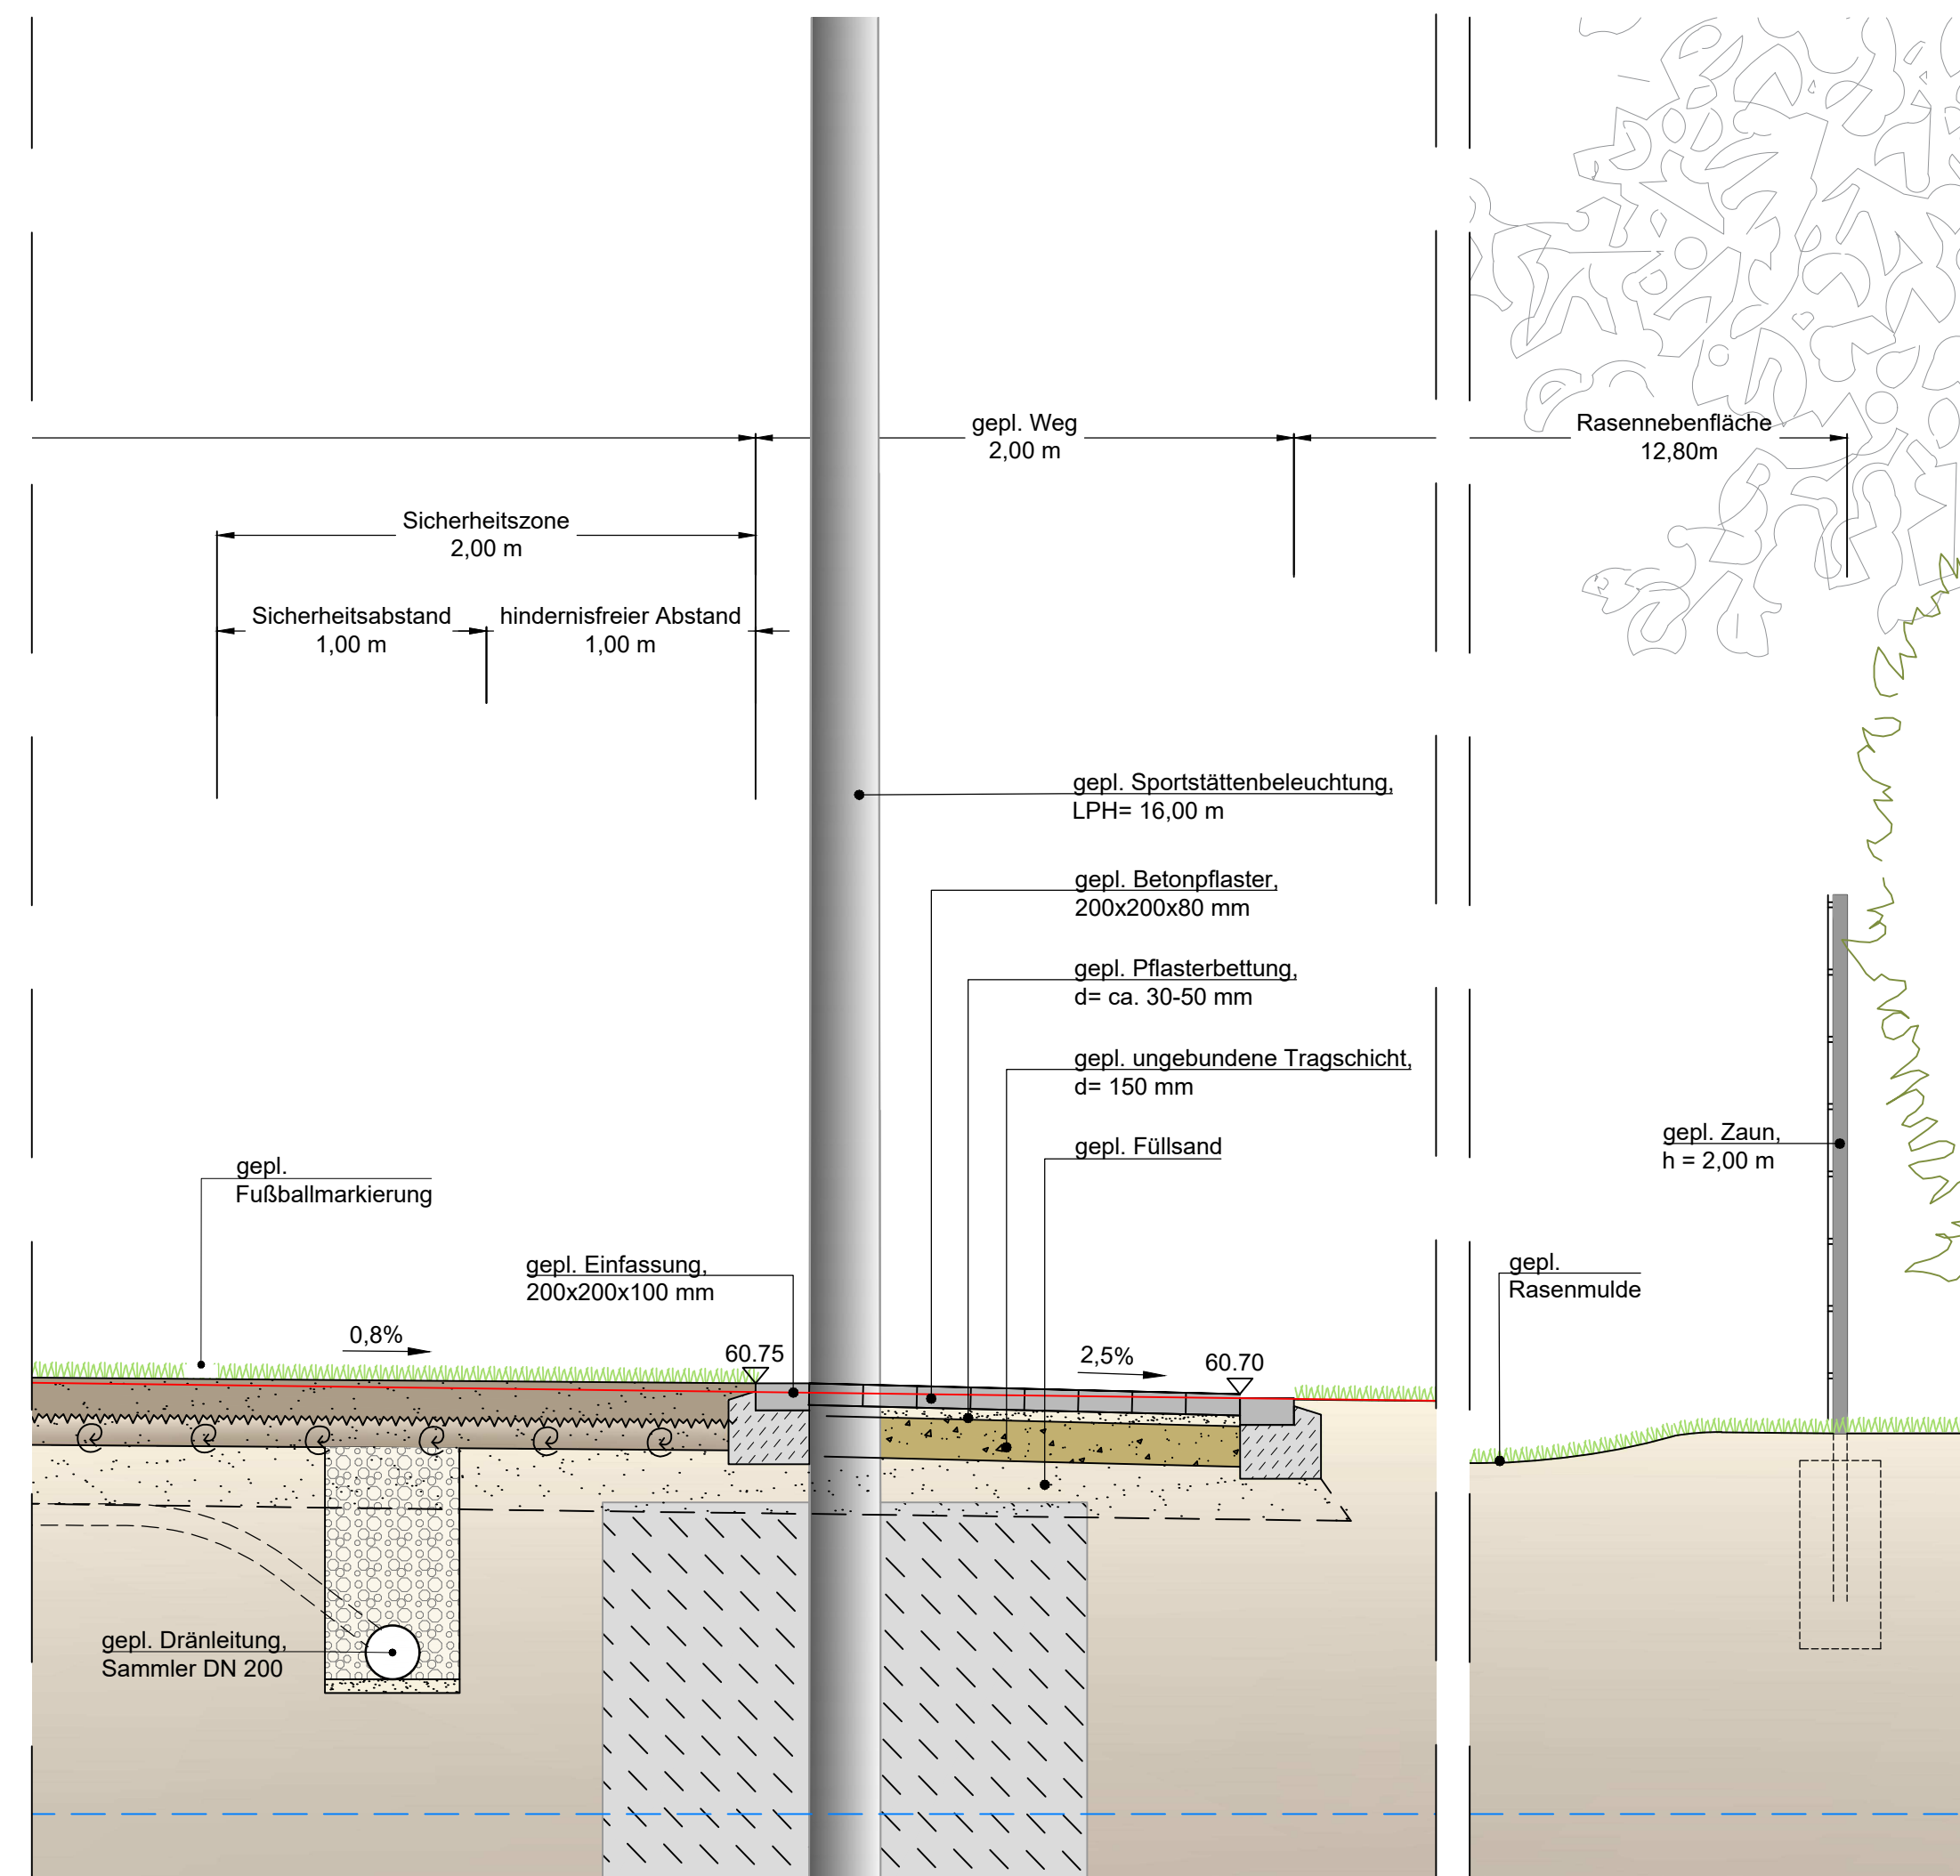 gepl. Weg
2,00 m
Rasennebenfläche
12,80m
Sicherheitszone
2,00 m
Sicherheitsabstand
1,00 m
hindernisfreier Abstand
1,00 m
gepl. Sportstättenbeleuchtung,
LPH= 16,00 m
gepl. Betonpflaster,
200x200x80 mm
gepl. Pflasterbettung,
d= ca. 30-50 mm
gepl. ungebundene Tragschicht,
d= 150 mm
gepl. Füllsand
gepl. Zaun,
h = 2,00 m
gepl.
Fußballmarkierung
gepl. Einfassung,
200x200x100 mm
gepl.
Rasenmulde
0,8%
60.75
2,5%
60.70
gepl. Dränleitung,
Sammler DN 200